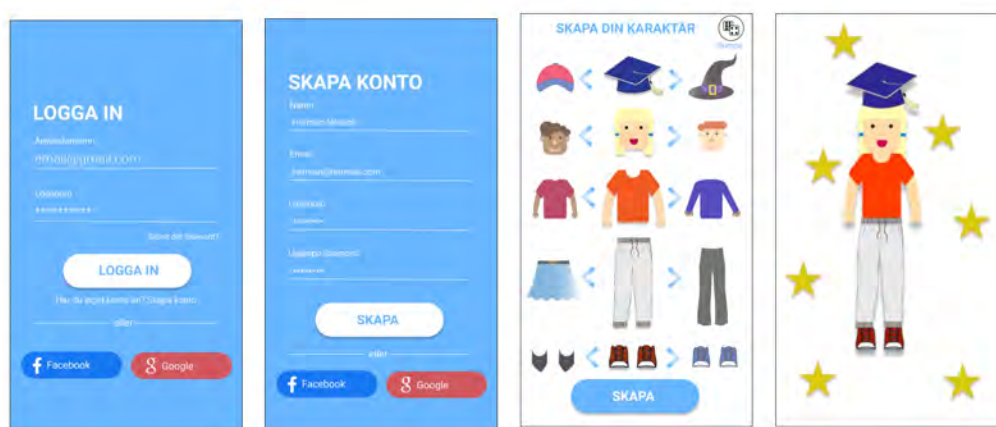 LOGGA IN
Användarnamn:
email@gmail.com
Lösenord:
***********
Glömt ditt lösenord?
LOGGA IN
Har du inget konto än? Skapa konto
eller
Facebook
Google
SKAPA KONTO
Namn:
Email:
Lösenord:
SKAPA
eller
Facebook
Google
SKAPA DIN KARAKTÄR
Slumpa
SKAPA